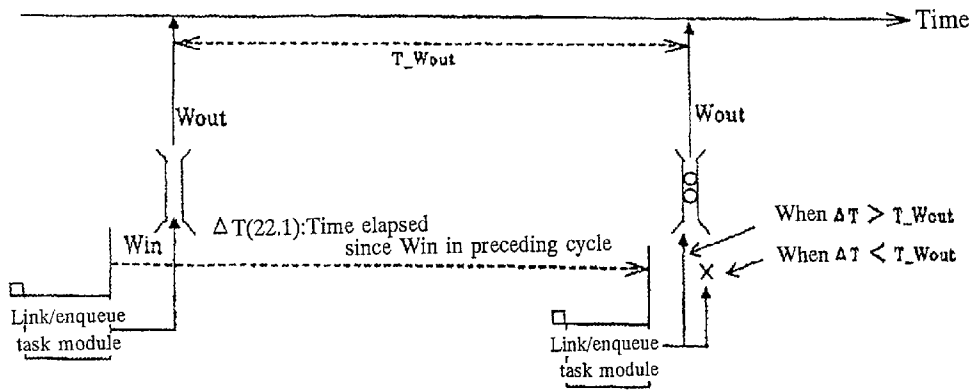 Time
T_Wout
Wout
Wout
ΔT(22.1):Time elapsed
since Win in preceding cycle
Win
When ΔT > T_Wout
When ΔT < T_Wout
Link/enqueue
task module
Link/enqueue
task module